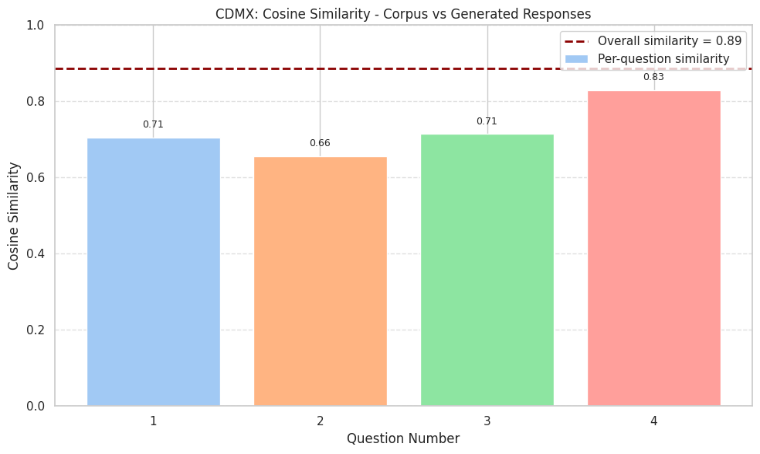 CDMX: Cosine Similarity - Corpus vs Generated Responses
Overall similarity = 0.89
Per-question similarity
1.0
0.8
0.6
0.4
0.2
0.0
Cosine Similarity
0.71
0.66
0.71
0.83
1 2 3 4
Question Number